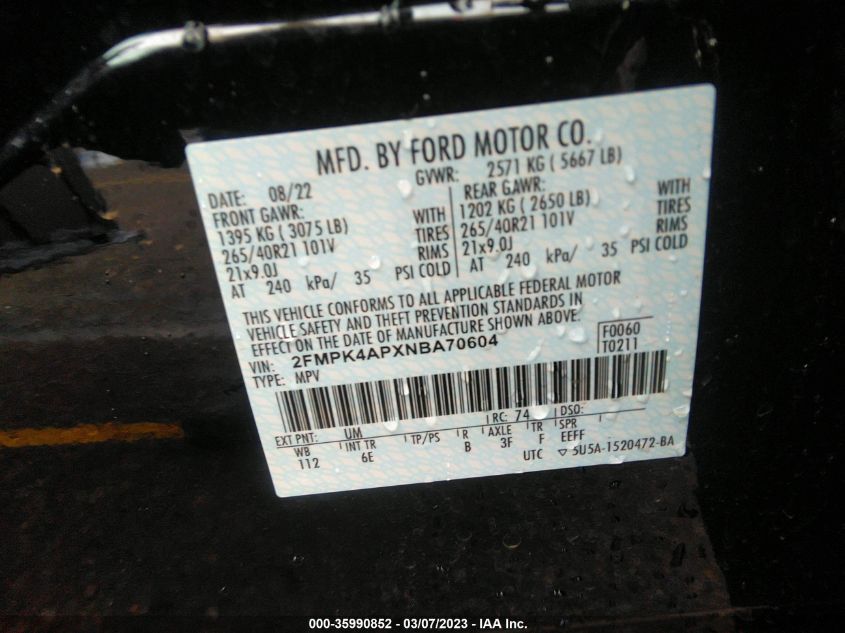 MFD. BY FORD MOTOR CO.
DATE: 08/22 GVWR: 2571 KG ( 5667 LB)
FRONT GAWR: REAR GAWR:
1395 KG ( 3075 LB) WITH 1202 KG ( 2650 LB) WITH
265/40R21 101V TIRES 265/40R21 101V TIRES
21x9.0J RIMS 21x9.0J RIMS
AT 240 kPa/ 35 PSI COLD AT 240 kPa/ 35 PSI COLD
THIS VEHICLE CONFORMS TO ALL APPLICABLE FEDERAL MOTOR
VEHICLE SAFETY AND THEFT PREVENTION STANDARDS IN
EFFECT ON THE DATE OF MANUFACTURE SHOWN ABOVE.
VIN: 2FMPK4APXNBA70604 F0060
TYPE: MPV T0211
EXT PNT: UM RC: 74 DSO:
WB INT TR TP/PS R AXLE TR SPR
112 6E B 3F F EEFF
UTC ▽ 5U5A-1520472-BA
000-35990852 - 03/07/2023 - IAA Inc.